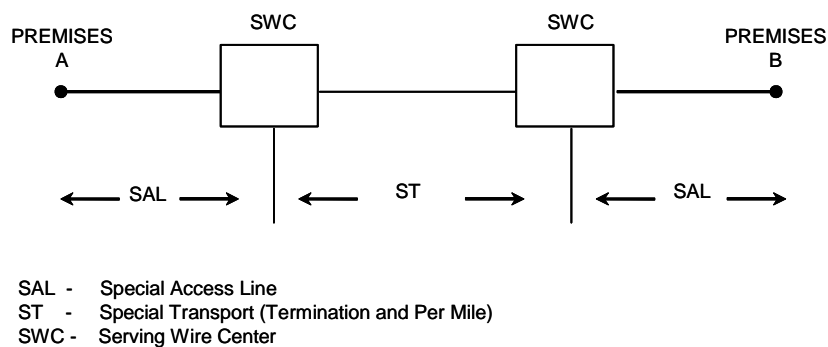 SWC SWC
PREMISES PREMISES
A B
SAL ST SAL
SAL - Special Access Line
ST - Special Transport (Termination and Per Mile)
SWC - Serving Wire Center